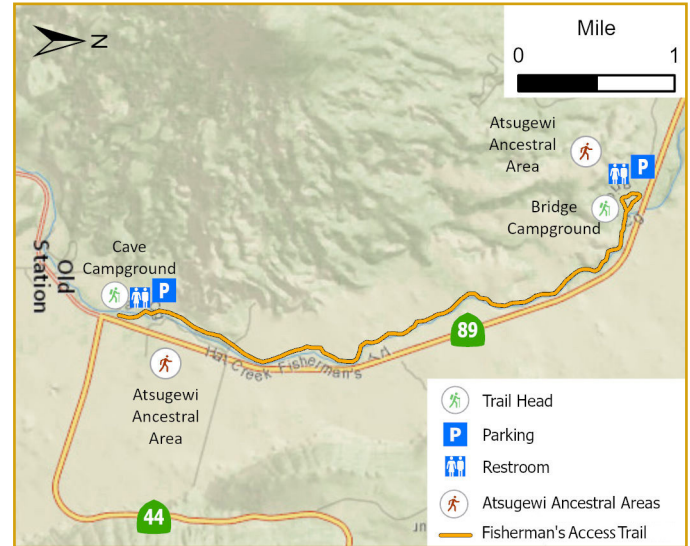 N
Mile
0 1
Atsugewi
Ancestral
Area
P
Bridge
Campground
Cave
Campground
P
Old
Station
89
Hat Creek Fisherman's Trl
Atsugewi
Ancestral
Area
44
Trail Head
P Parking
Restroom
Atsugewi Ancestral Areas
Fisherman's Access Trail